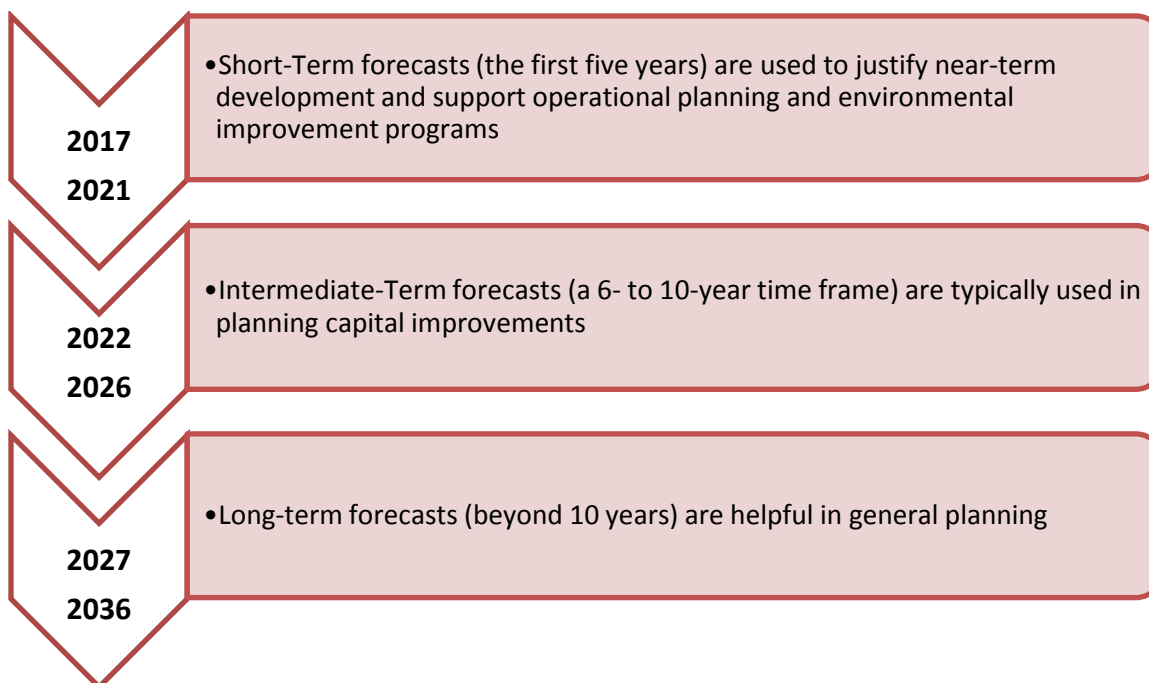 2017
2021
•Short-Term forecasts (the first five years) are used to justify near-term
development and support operational planning and environmental
improvement programs
2022
2026
•Intermediate-Term forecasts (a 6- to 10-year time frame) are typically used in
planning capital improvements
2027
2036
•Long-term forecasts (beyond 10 years) are helpful in general planning